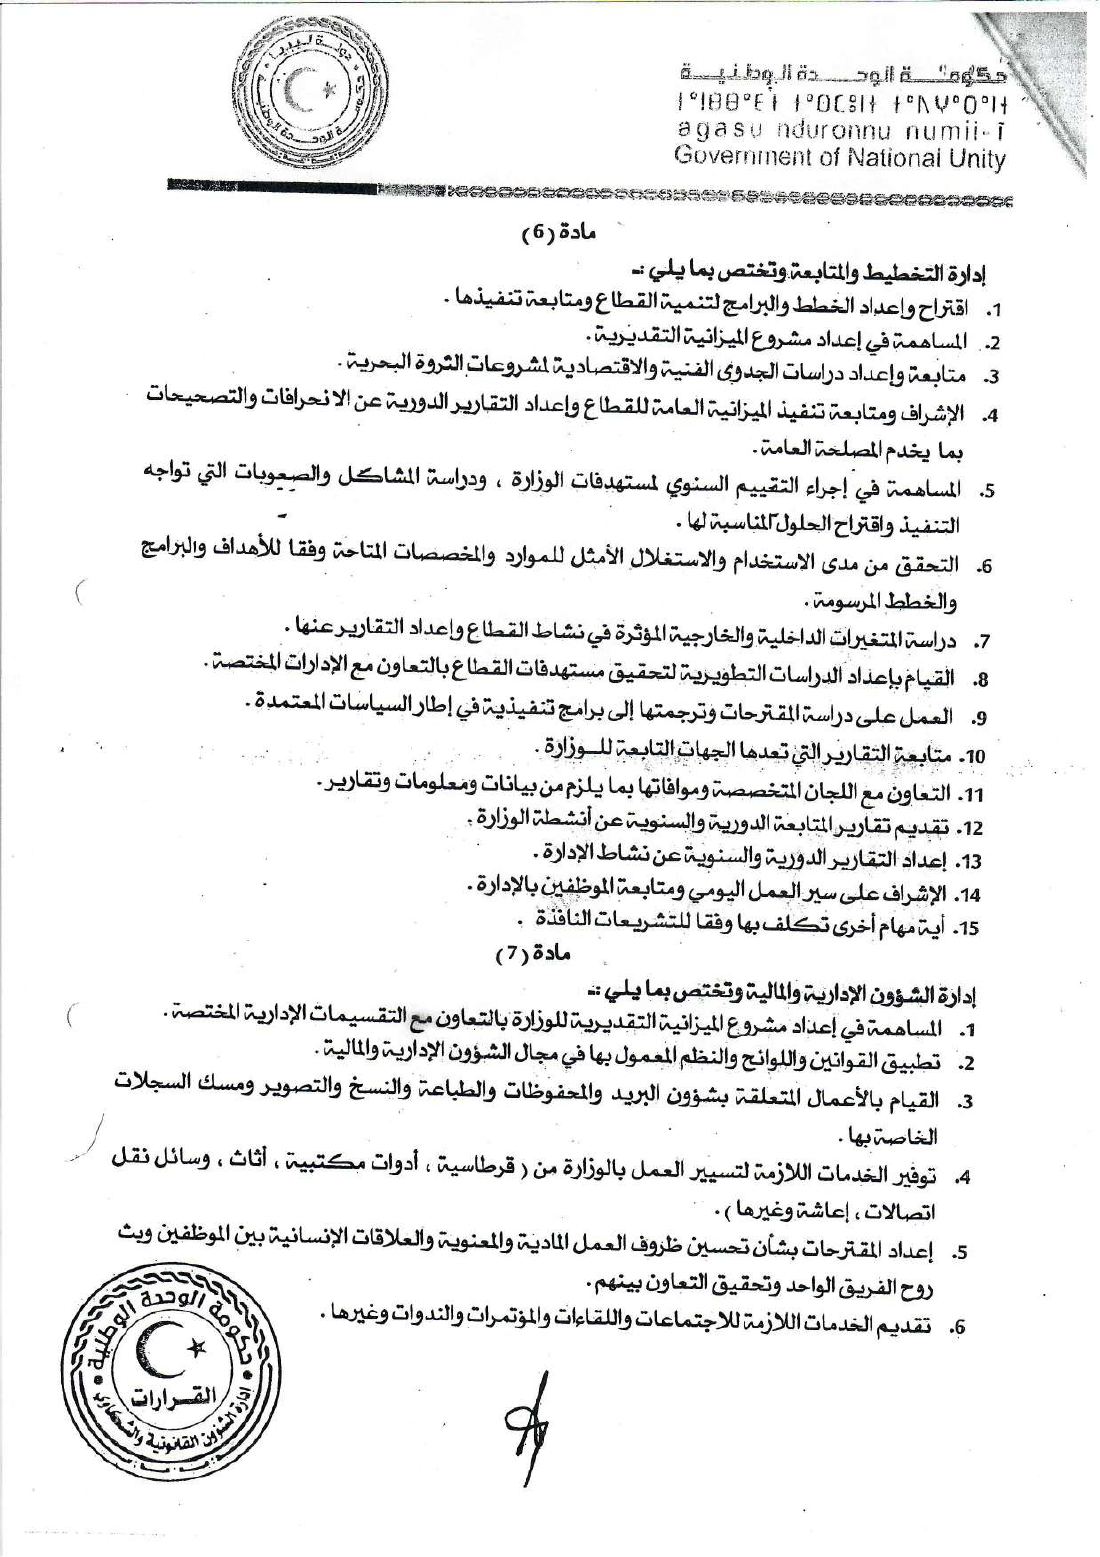 دولة ليبيا
حكومة الوحدة الوطنية
agasu nduronnu numii-i
Government of National Unity
مادة (6)
إدارة التخطيط والمتابعة وتختص بما يلي :-
1. اقتراح وإعداد الخطط والبرامج لتنمية القطاع ومتابعة تنفيذها .
2. المساهمة في إعداد مشروع الميزانية التقديرية .
3. متابعة وإعداد دراسات الجدوى الفنية والاقتصادية لمشروعات الثروة البحرية .
4. الإشراف ومتابعة تنفيذ الميزانية العامة للقطاع وإعداد التقارير الدورية عن الانحرافات والتصحيحات
بما يخدم المصلحة العامة .
5. المساهمة في إجراء التقييم السنوي لمستهدفات الوزارة ، ودراسة المشاكل والصعوبات التي تواجه
التنفيذ واقتراح الحلول المناسبة لها .
6. التحقق من مدى الاستخدام والاستغلال الأمثل للموارد والمخصصات المتاحة وفقا للأهداف والبرامج
والخطط المرسومة .
7. دراسة المتغيرات الداخلية والخارجية المؤثرة في نشاط القطاع وإعداد التقارير عنها .
8. القيام بإعداد الدراسات التطويرية لتحقيق مستهدفات القطاع بالتعاون مع الإدارات المختصة .
9. العمل على دراسة المقترحات وترجمتها إلى برامج تنفيذية في إطار السياسات المعتمدة .
10. متابعة التقارير التي تعدها الجهات التابعة للــوزارة .
11. التعاون مع اللجان المتخصصة وموافاتها بما يلزم من بيانات ومعلومات وتقارير .
12. تقديم تقارير المتابعة الدورية والسنوية عن أنشطة الوزارة .
13. إعداد التقارير الدورية والسنوية عن نشاط الإدارة .
14. الإشراف على سير العمل اليومي ومتابعة الموظفين بالإدارة .
15. أية مهام أخرى تكلف بها وفقا للتشريعات النافذة .
مادة (7)
إدارة الشؤون الإدارية والمالية وتختص بما يلي :-
1. المساهمة في إعداد مشروع الميزانية التقديرية للوزارة بالتعاون مع التقسيمات الإدارية المختصة .
2. تطبيق القوانين واللوائح والنظم المعمول بها في مجال الشؤون الإدارية والمالية .
3. القيام بالأعمال المتعلقة بشؤون البريد والمحفوظات والطباعة والنسخ والتصوير ومسك السجلات
الخاصة بها .
4. توفير الخدمات اللازمة لتسيير العمل بالوزارة من ( قرطاسية ، أدوات مكتبية ، أثاث ، وسائل نقل
اتصالات ، إعاشة وغيرها ) .
5. إعداد المقترحات بشأن تحسين ظروف العمل المادية والمعنوية والعلاقات الإنسانية بين الموظفين وبث
روح الفريق الواحد وتحقيق التعاون بينهم .
6. تقديم الخدمات اللازمة للاجتماعات واللقاءات والمؤتمرات والندوات وغيرها .
حكومة الوحدة الوطنية
القـرارات
إدارة الشؤون القانونية والشكاوى